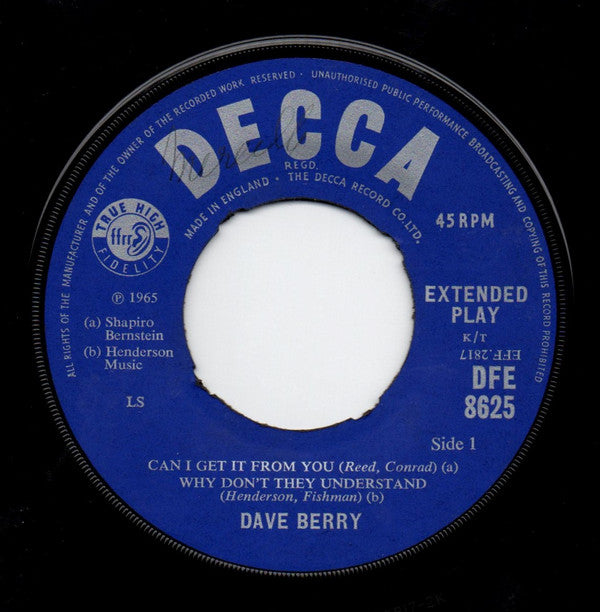 ALL RIGHTS OF THE MANUFACTURER AND OF THE OWNER OF THE RECORDED WORK RESERVED · UNAUTHORISED PUBLIC PERFORMANCE, BROADCASTING AND COPYING OF THIS RECORD PROHIBITED
DECCA
REGD.
MADE IN ENGLAND · THE DECCA RECORD CO. LTD.
TRUE HIGH
ffrr
FIDELITY
45 RPM
℗ 1965
(a) Shapiro
Bernstein
(b) Henderson
Music
LS
EXTENDED
PLAY
K/T
EFF.2817
DFE
8625
Side 1
CAN I GET IT FROM YOU (Reed, Conrad) (a)
WHY DON'T THEY UNDERSTAND
(Henderson, Fishman) (b)
DAVE BERRY